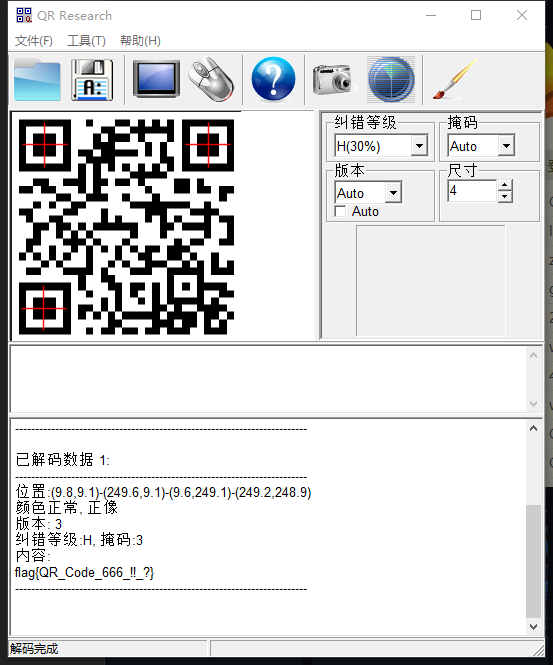 QR Research
文件(F) 工具(T) 帮助(H)
纠错等级
H(30%)
掩码
Auto
版本
Auto
Auto
尺寸
4
--------------------------------------------------------------------------------
已解码数据 1:
--------------------------------------------------------------------------------
位置:(9.8,9.1)-(249.6,9.1)-(9.6,249.1)-(249.2,248.9)
颜色正常, 正像
版本: 3
纠错等级:H, 掩码:3
内容:
flag{QR_Code_666_!!_?}
--------------------------------------------------------------------------------
解码完成